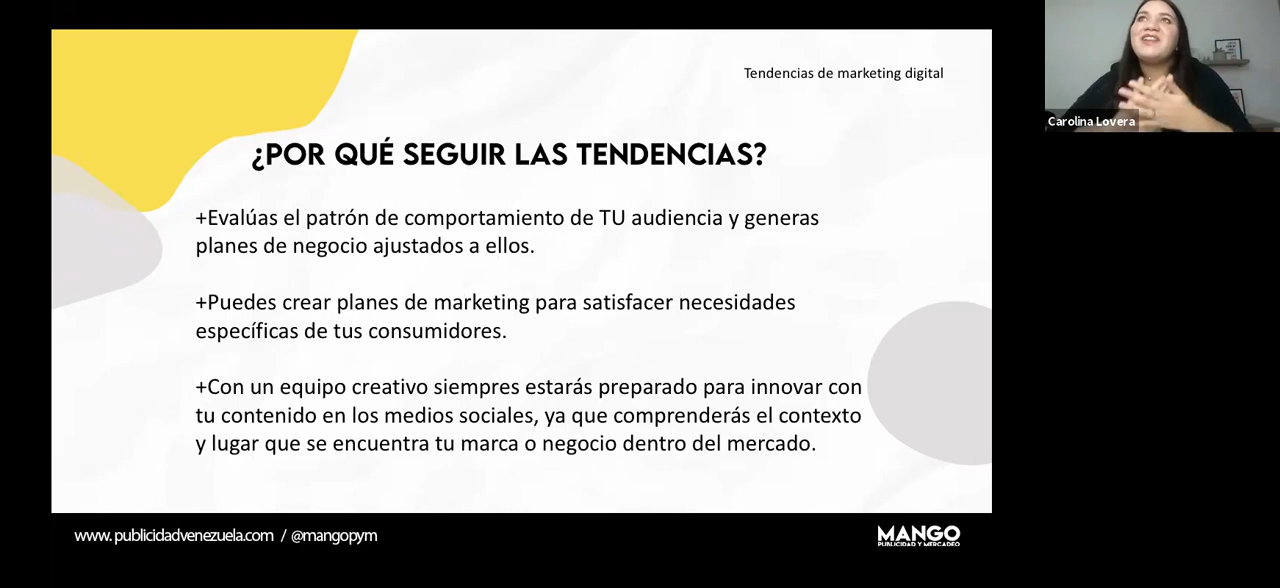 Tendencias de marketing digital
¿POR QUÉ SEGUIR LAS TENDENCIAS?
+Evalúas el patrón de comportamiento de TU audiencia y generas
planes de negocio ajustados a ellos.
+Puedes crear planes de marketing para satisfacer necesidades
específicas de tus consumidores.
+Con un equipo creativo siempres estarás preparado para innovar con
tu contenido en los medios sociales, ya que comprenderás el contexto
y lugar que se encuentra tu marca o negocio dentro del mercado.
www.publicidadvenezuela.com / @mangopym
MANGO
PUBLICIDAD Y MERCADEO
Carolina Lovera